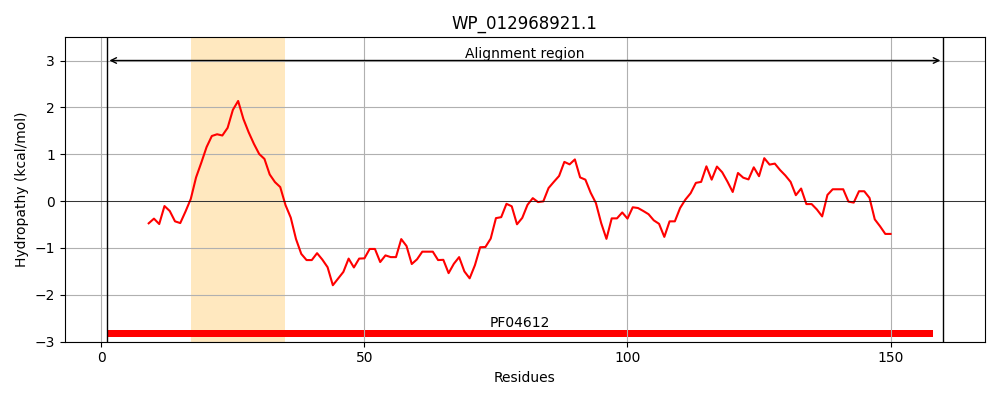 WP_012968921.1
Alignment region
3
2
1
0
−1
−2
−3
Hydropathy (kcal/mol)
PF04612
0
50
100
150
Residues